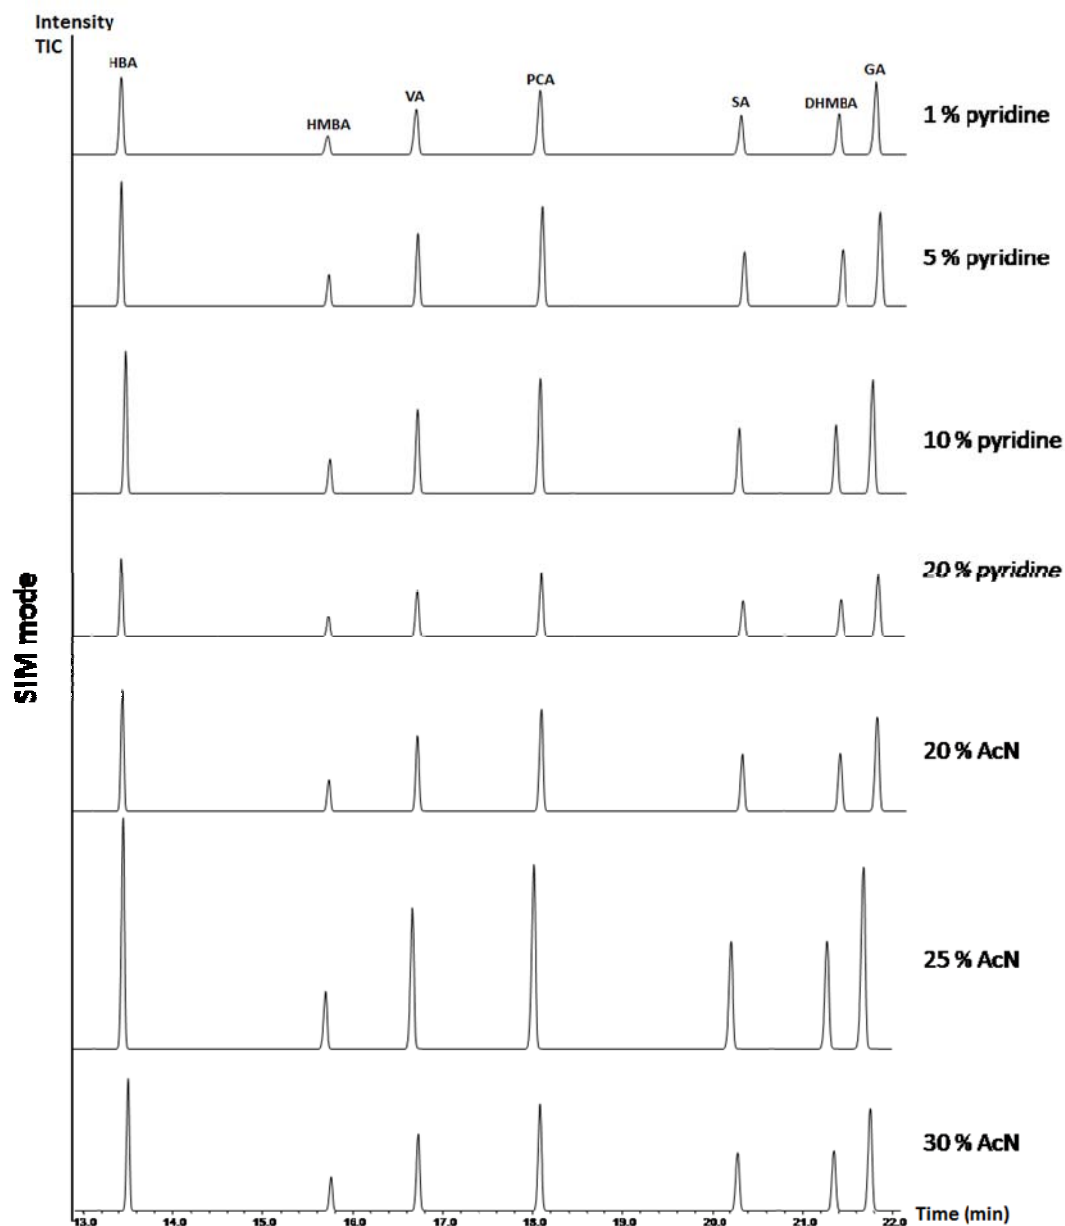 Intensity
TIC
HBA
HMBA
VA
PCA
SA
DHMBA
GA
1 % pyridine
5 % pyridine
10 % pyridine
20 % pyridine
SIM mode
20 % AcN
25 % AcN
30 % AcN
13.0 14.0 15.0 16.0 17.0 18.0 19.0 20.0 21.0 22.0
Time (min)